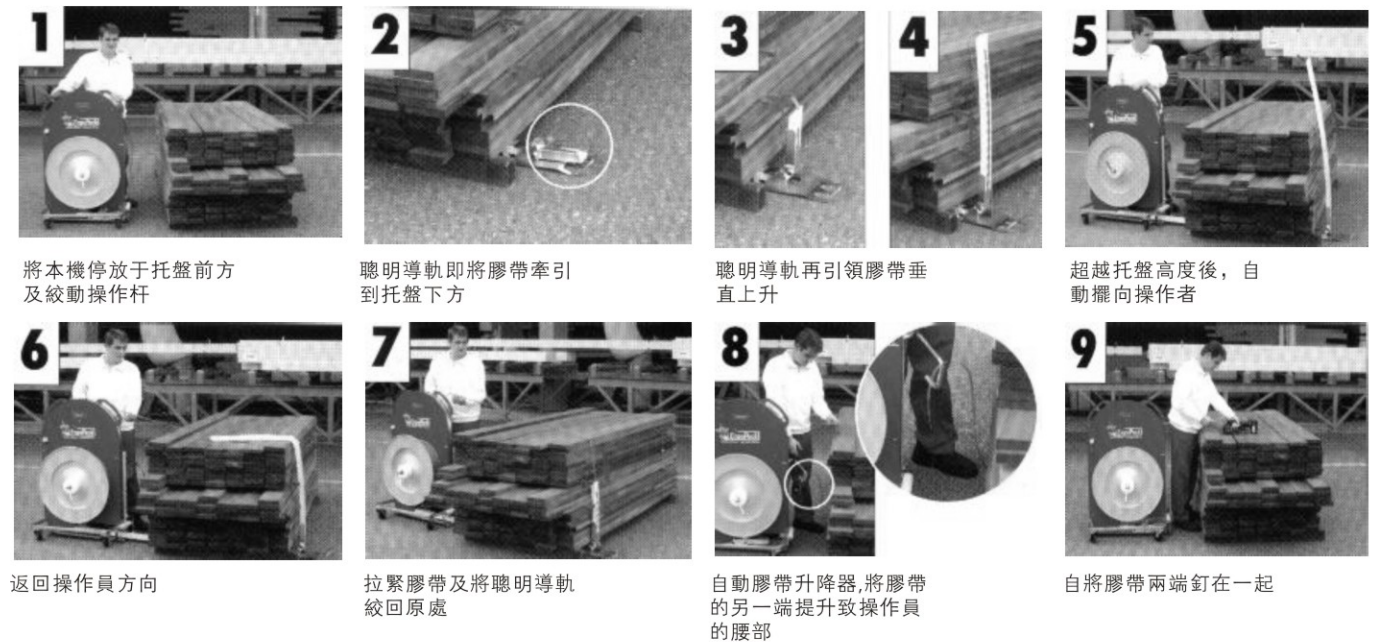 1
將本機停放于托盤前方
及絞動操作杆
2
聰明導軌即將膠帶牽引
到托盤下方
3
4
聰明導軌再引領膠帶垂
直上升
5
超越托盤高度後，自
動擺向操作者
6
返回操作員方向
7
拉緊膠帶及將聰明導軌
絞回原處
8
自動膠帶升降器,將膠帶
的另一端提升致操作員
的腰部
9
自將膠帶兩端釘在一起